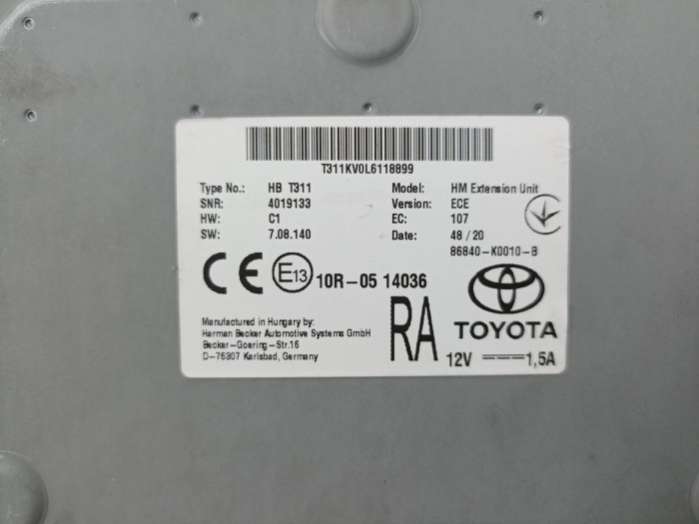 T311KV0L6118899
Type No.: HB T311 Model: HM Extension Unit
SNR: 4019133 Version: ECE
HW: C1 EC: 107
SW: 7.08.140 Date: 48/20
86840-K0010-B
CE E13 10R-05 14036
Manufactured in Hungary by:
Harman Becker Automotive Systems GmbH
Becker-Goering-Str.16
D-76307 Karlsbad, Germany
RA
TOYOTA
12V 1,5A